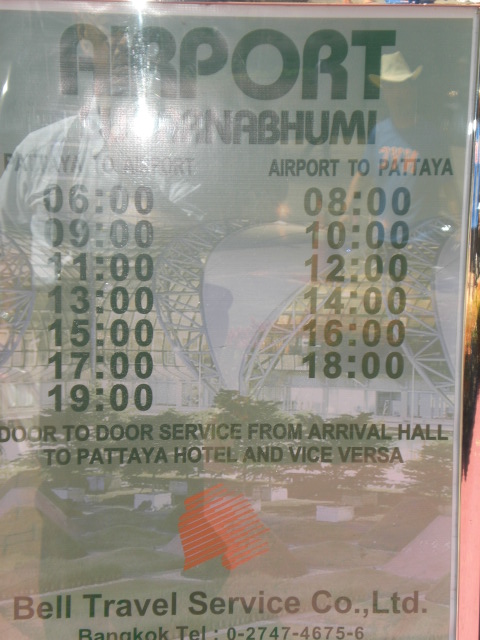 AIRPORT
PATTAYA TO AIRPORT AIRPORT TO PATTAYA
06:00 08:00
09:00 10:00
11:00 12:00
13:00 14:00
15:00 16:00
17:00 18:00
19:00
DOOR TO DOOR SERVICE FROM ARRIVAL HALL
TO PATTAYA HOTEL AND VICE VERSA
Bell Travel Service Co.,Ltd.
Bangkok Tel : 0-2747-4675-6